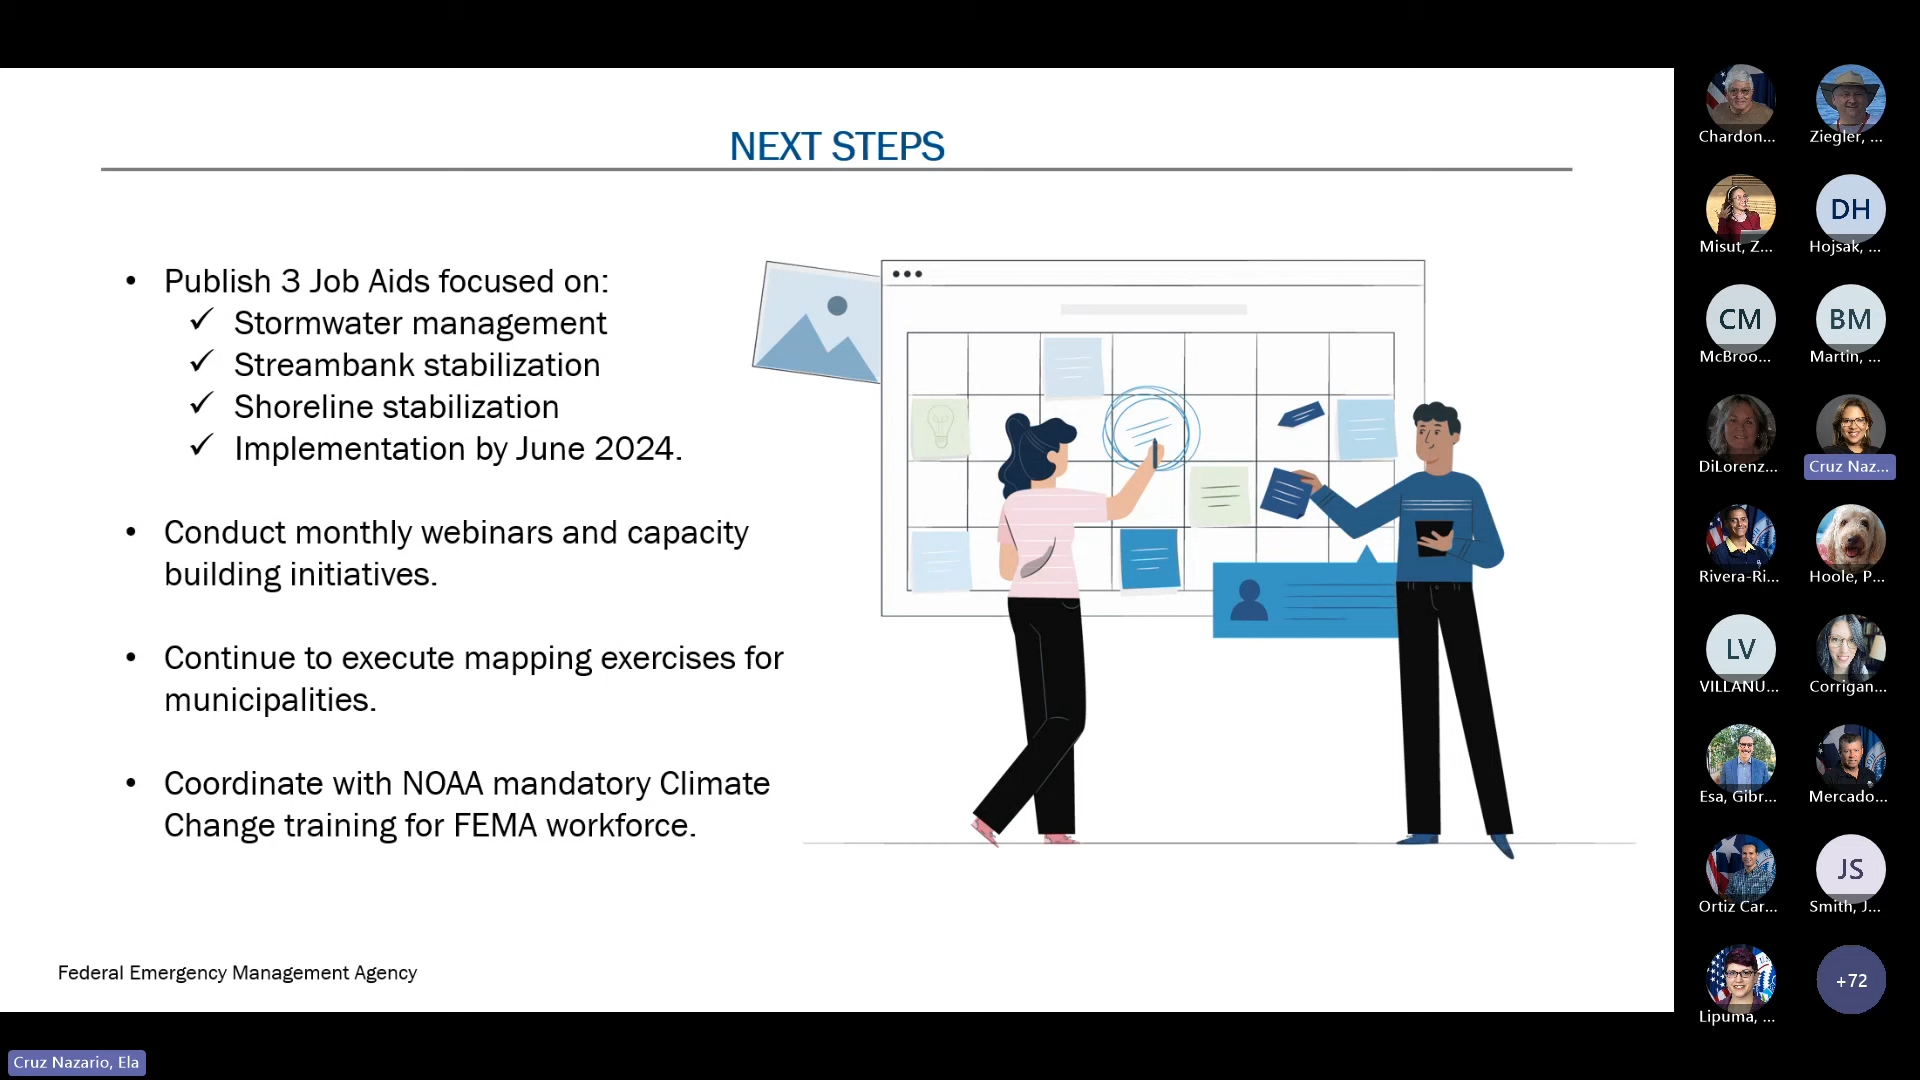 NEXT STEPS
• Publish 3 Job Aids focused on:
✓ Stormwater management
✓ Streambank stabilization
✓ Shoreline stabilization
✓ Implementation by June 2024.
• Conduct monthly webinars and capacity
building initiatives.
• Continue to execute mapping exercises for
municipalities.
• Coordinate with NOAA mandatory Climate
Change training for FEMA workforce.
Federal Emergency Management Agency
Cruz Nazario, Ela
Chardon...
Ziegler, ...
Misut, Z...
DH
Hojsak, ...
CM
McBroo...
BM
Martin, ...
DiLorenz...
Cruz Naz...
Rivera-Ri...
Hoole, P...
LV
VILLANU...
Corrigan...
Esa, Gibr...
Mercado...
Ortiz Car...
JS
Smith, J...
Lipuma, ...
+72